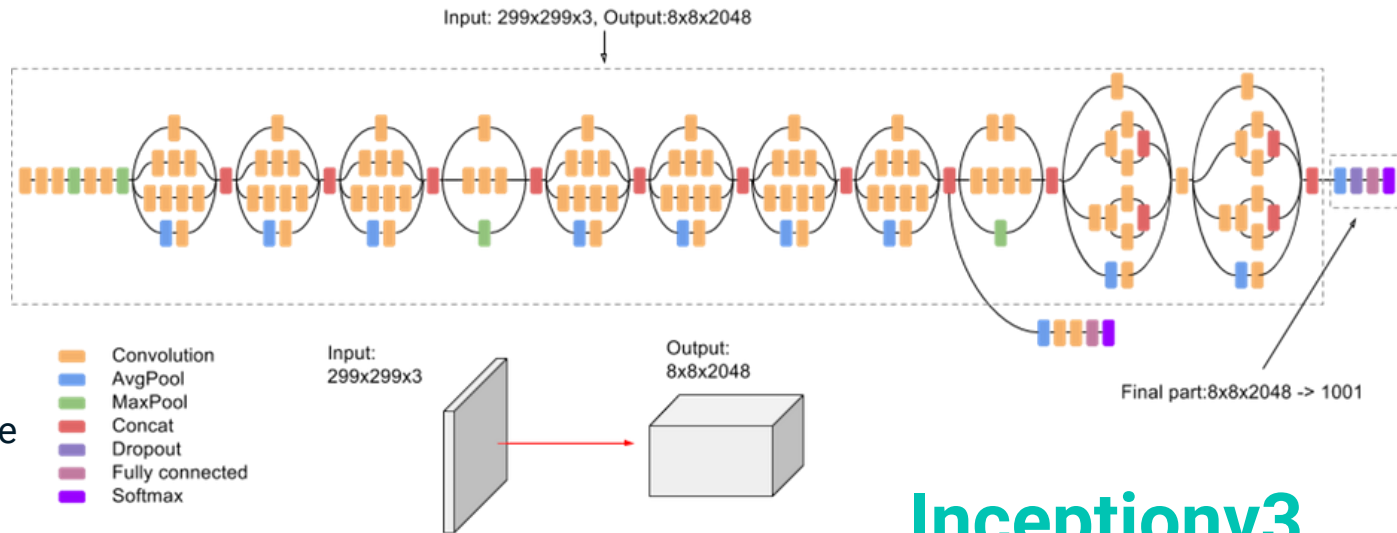 Input: 299x299x3, Output:8x8x2048
Convolution
AvgPool
MaxPool
Concat
Dropout
Fully connected
Softmax
e
Input:
299x299x3
Output:
8x8x2048
Final part:8x8x2048 -> 1001
Inceptionv3